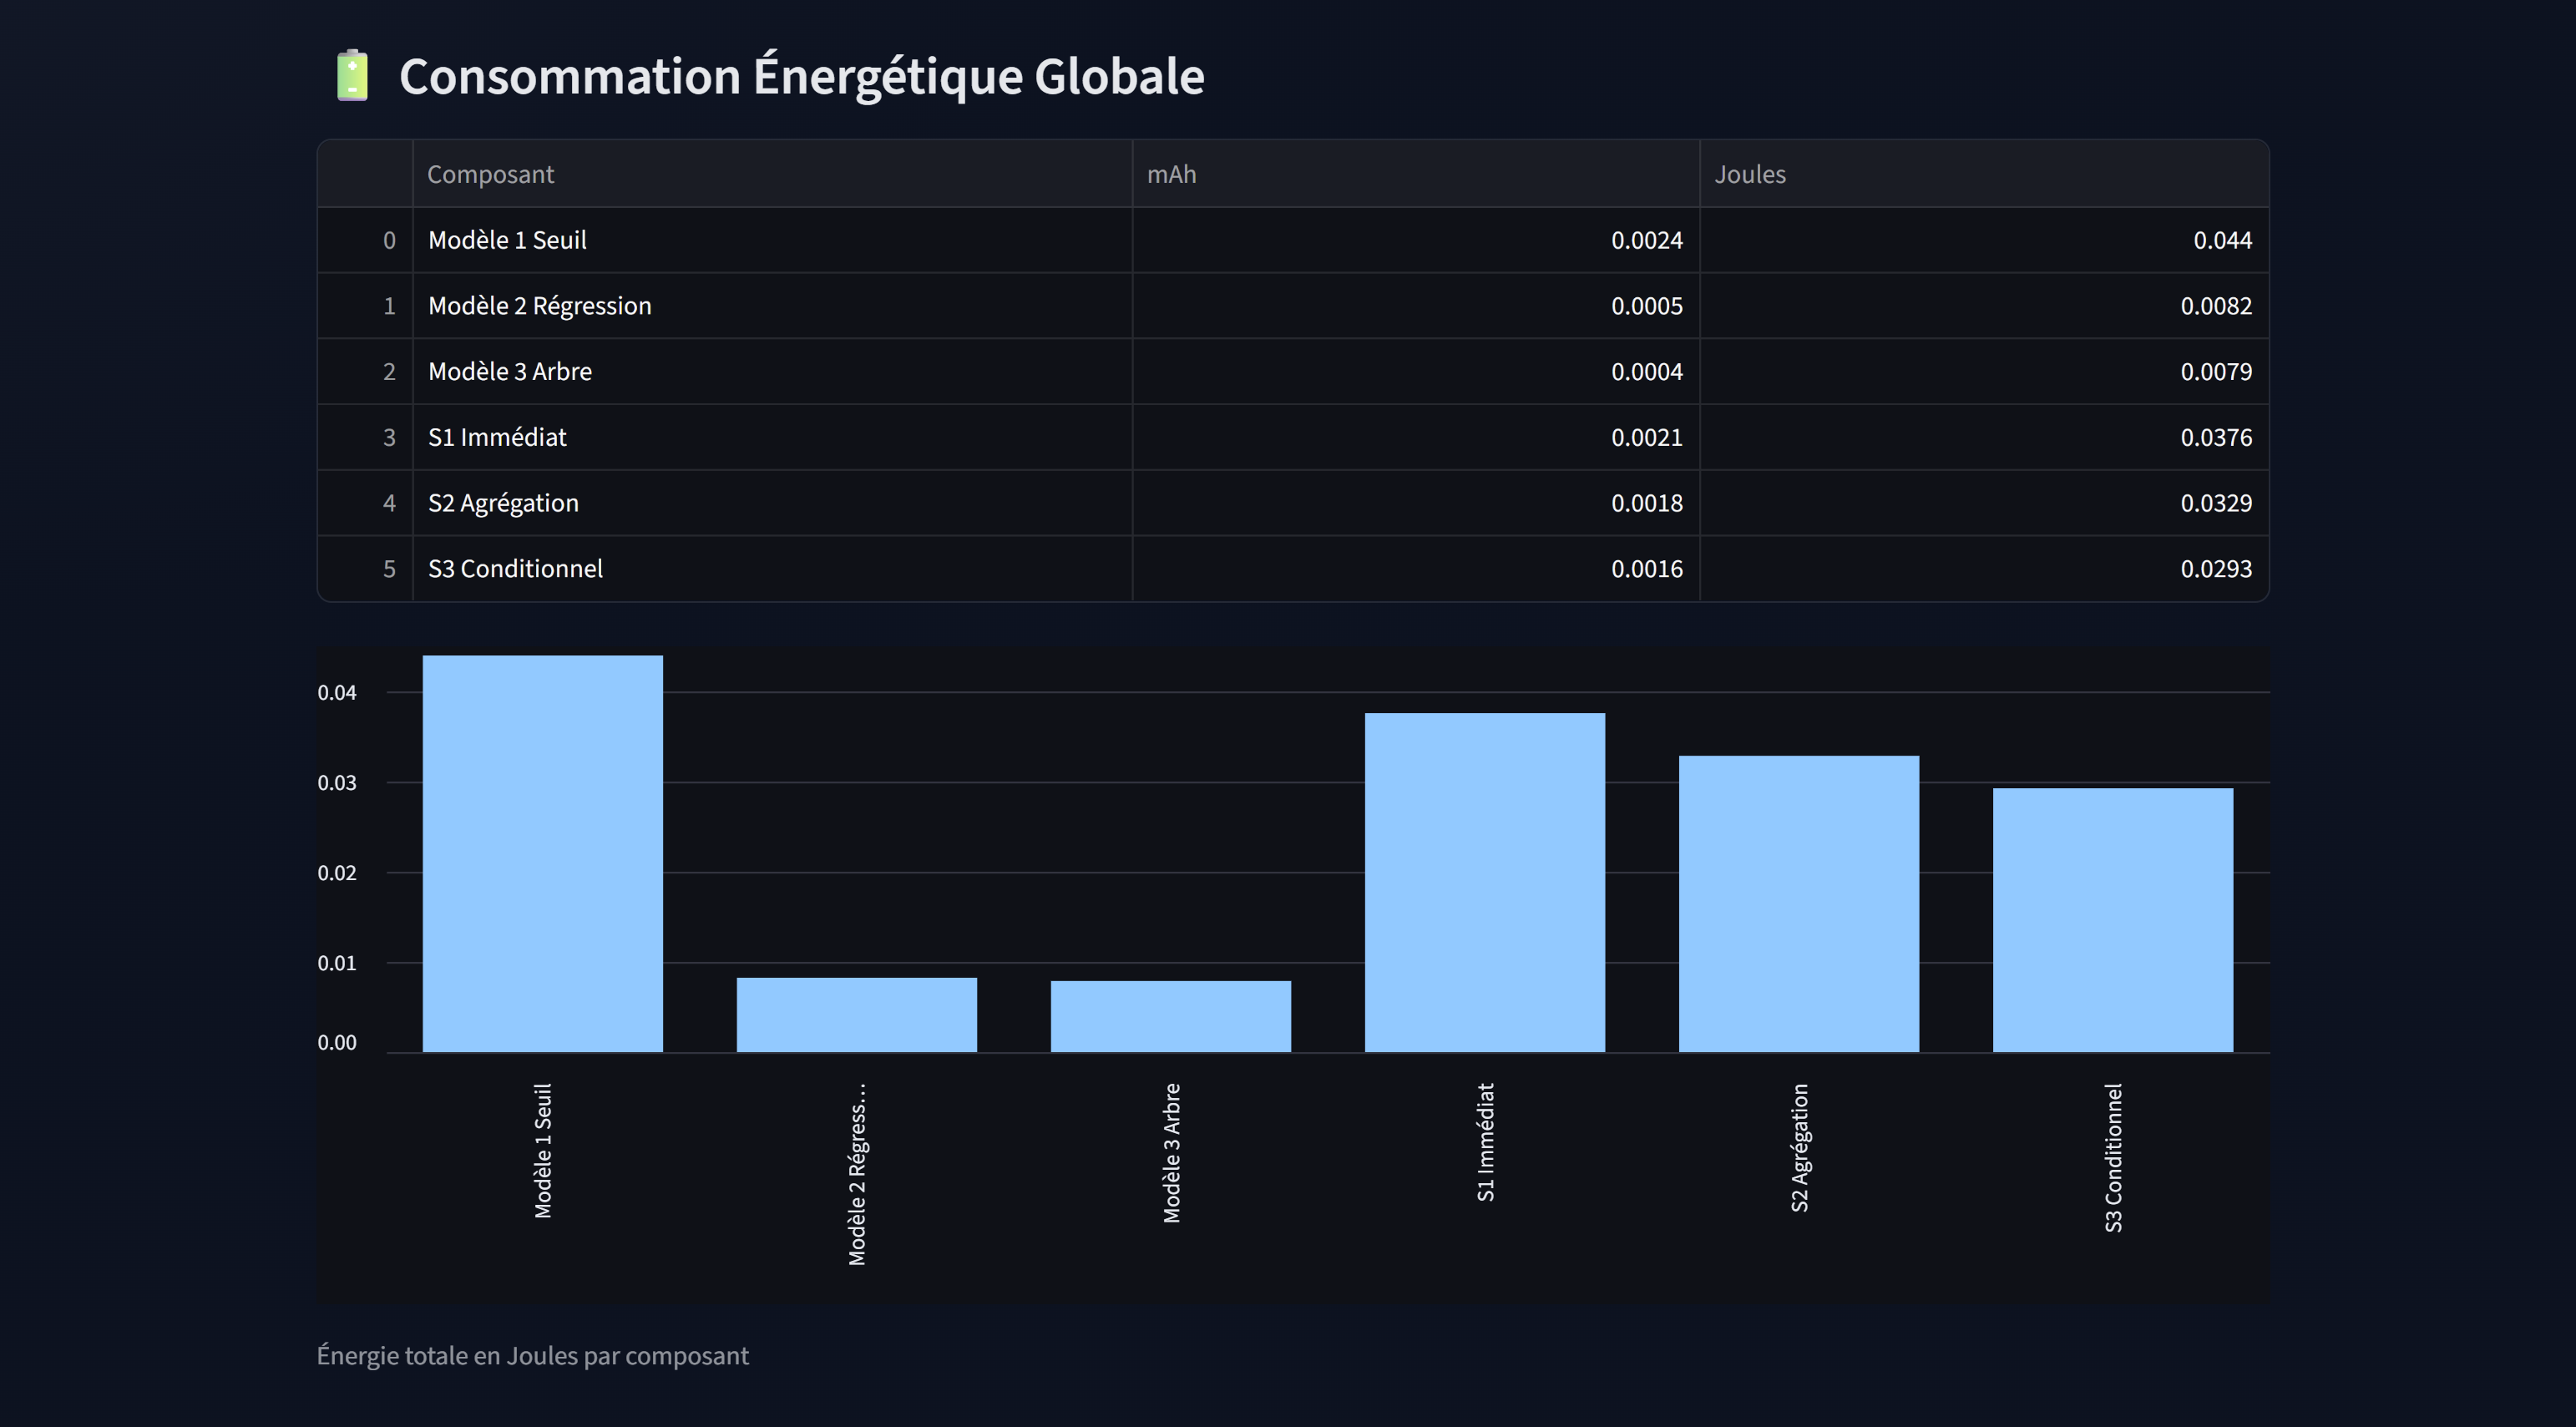 Consommation Énergétique Globale
Composant mAh Joules
0 Modèle 1 Seuil 0.0024 0.044
1 Modèle 2 Régression 0.0005 0.0082
2 Modèle 3 Arbre 0.0004 0.0079
3 S1 Immédiat 0.0021 0.0376
4 S2 Agrégation 0.0018 0.0329
5 S3 Conditionnel 0.0016 0.0293
0.04
0.03
0.02
0.01
0.00
Modèle 1 Seuil
Modèle 2 Régress…
Modèle 3 Arbre
S1 Immédiat
S2 Agrégation
S3 Conditionnel
Énergie totale en Joules par composant